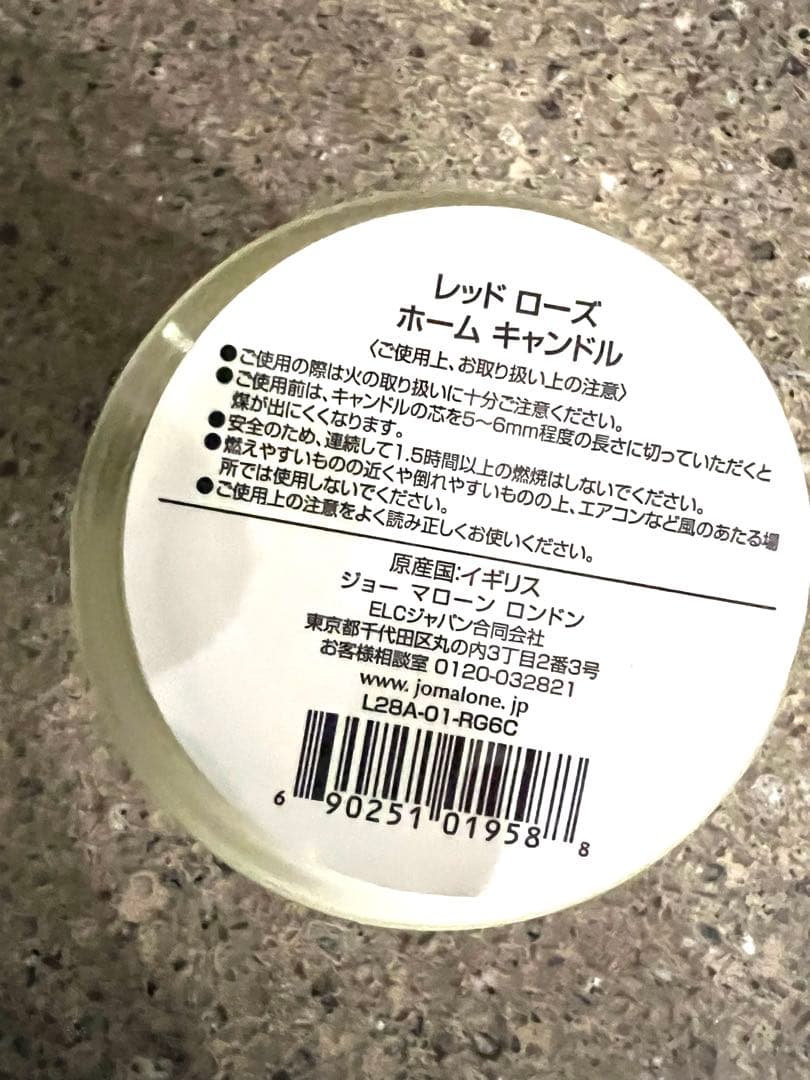 レッド ローズ
ホーム キャンドル
〈ご使用上、お取り扱い上の注意〉
●ご使用の際は火の取り扱いに十分ご注意ください。
●ご使用前は、キャンドルの芯を5〜6mm程度の長さに切っていただくと
煤が出にくくなります。
●安全のため、連続して1.5時間以上の燃焼はしないでください。
●燃えやすいものの近くや倒れやすいものの上、エアコンなど風のあたる場
所では使用しないでください。
●ご使用上の注意をよく読み正しくお使いください。
原産国:イギリス
ジョー マローン ロンドン
ELCジャパン合同会社
東京都千代田区丸の内3丁目2番3号
お客様相談室 0120-032821
www. jomalone. jp
L28A-01-RG6C
6 90251 01958 8